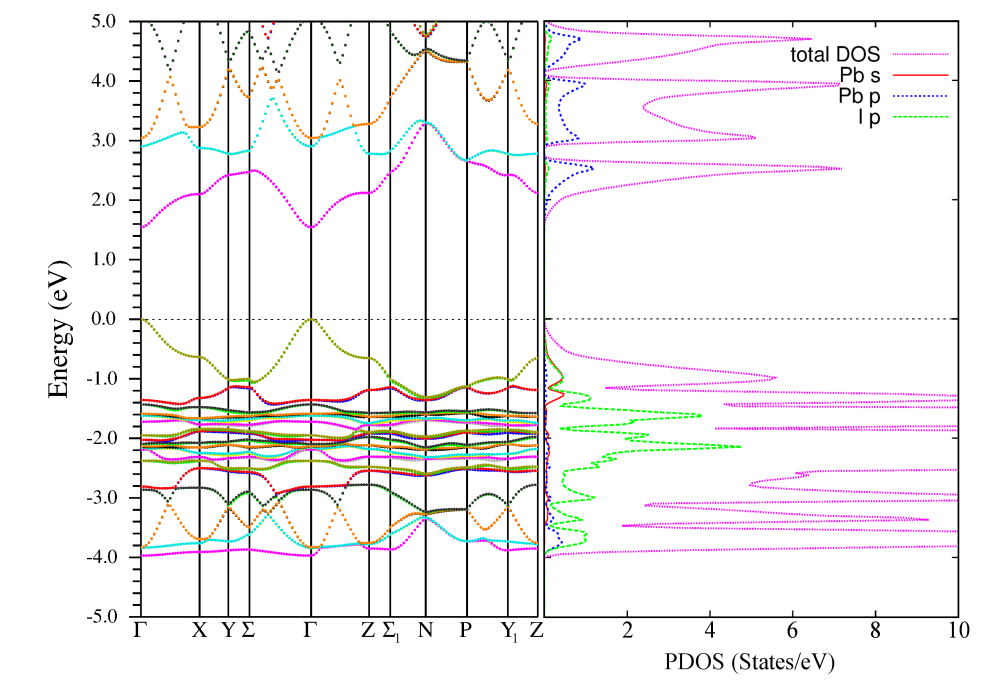 5.0
4.0
3.0
2.0
1.0
0.0
-1.0
-2.0
-3.0
-4.0
-5.0
Energy (eV)
Γ X Y Σ Γ Z Σ1 N P Y1 Z
total DOS
Pb s
Pb p
I p
2 4 6 8 10
PDOS (States/eV)